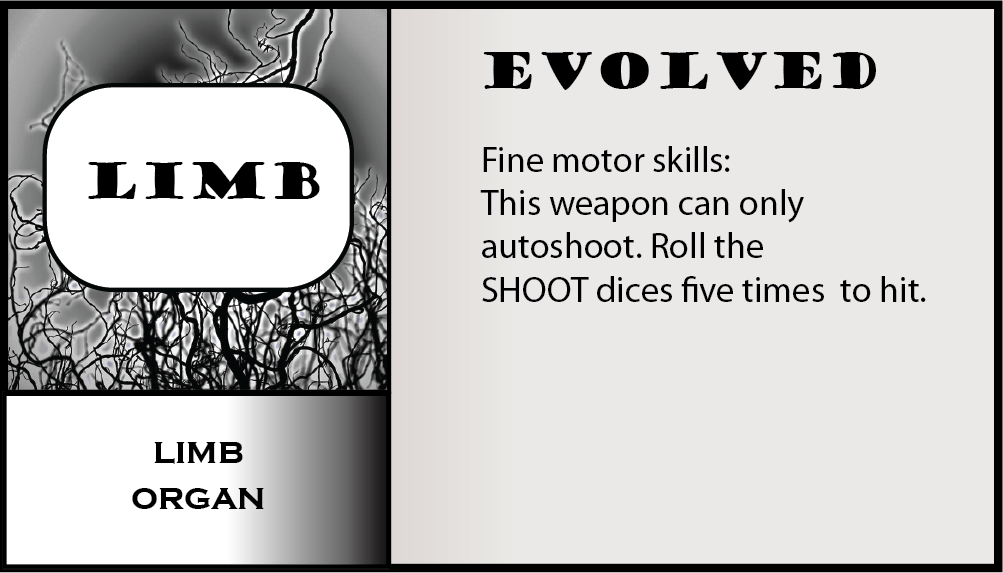 LIMB
LIMB
ORGAN
EVOLVED
Fine motor skills:
This weapon can only
autoshoot. Roll the
SHOOT dices five times  to hit.